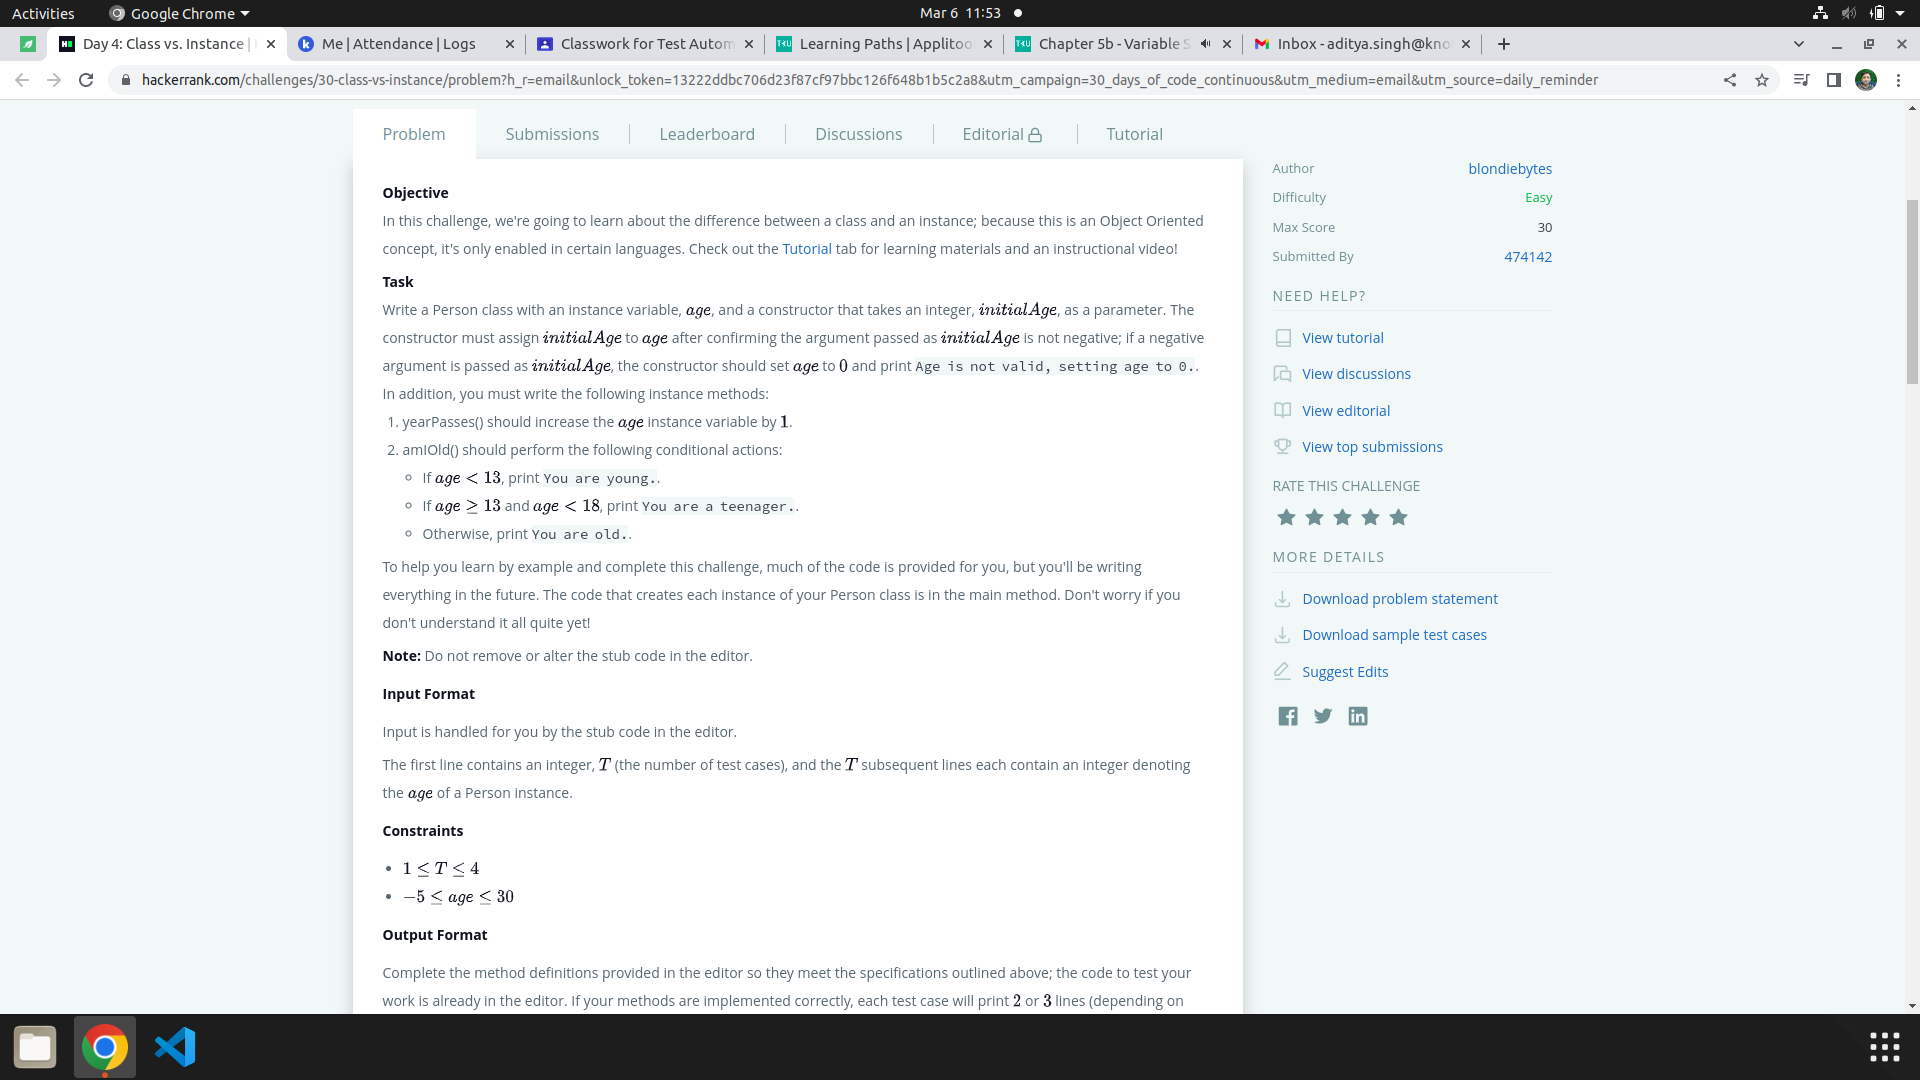 Activities
Google Chrome
Mar 6 11:53
Day 4: Class vs. Instance |
Me | Attendance | Logs
Classwork for Test Autom
Learning Paths | Applitoo
Chapter 5b - Variable S
Inbox - aditya.singh@kno
hackerrank.com/challenges/30-class-vs-instance/problem?h_r=email&unlock_token=13222ddbc706d23f87cf97bbc126f648b1b5c2a8&utm_campaign=30_days_of_code_continuous&utm_medium=email&utm_source=daily_reminder
Problem
Submissions
Leaderboard
Discussions
Editorial
Tutorial
Objective
In this challenge, we're going to learn about the difference between a class and an instance; because this is an Object Oriented
concept, it's only enabled in certain languages. Check out the Tutorial tab for learning materials and an instructional video!
Task
Write a Person class with an instance variable, age, and a constructor that takes an integer, initialAge, as a parameter. The
constructor must assign initialAge to age after confirming the argument passed as initialAge is not negative; if a negative
argument is passed as initialAge, the constructor should set age to 0 and print Age is not valid, setting age to 0..
In addition, you must write the following instance methods:
1. yearPasses() should increase the age instance variable by 1.
2. amIOld() should perform the following conditional actions:
If age < 13, print You are young..
If age ≥ 13 and age < 18, print You are a teenager..
Otherwise, print You are old..
To help you learn by example and complete this challenge, much of the code is provided for you, but you'll be writing
everything in the future. The code that creates each instance of your Person class is in the main method. Don't worry if you
don't understand it all quite yet!
Note: Do not remove or alter the stub code in the editor.
Input Format
Input is handled for you by the stub code in the editor.
The first line contains an integer, T (the number of test cases), and the T subsequent lines each contain an integer denoting
the age of a Person instance.
Constraints
1 ≤ T ≤ 4
−5 ≤ age ≤ 30
Output Format
Complete the method definitions provided in the editor so they meet the specifications outlined above; the code to test your
work is already in the editor. If your methods are implemented correctly, each test case will print 2 or 3 lines (depending on
Author blondiebytes
Difficulty Easy
Max Score 30
Submitted By 474142
NEED HELP?
View tutorial
View discussions
View editorial
View top submissions
RATE THIS CHALLENGE
MORE DETAILS
Download problem statement
Download sample test cases
Suggest Edits